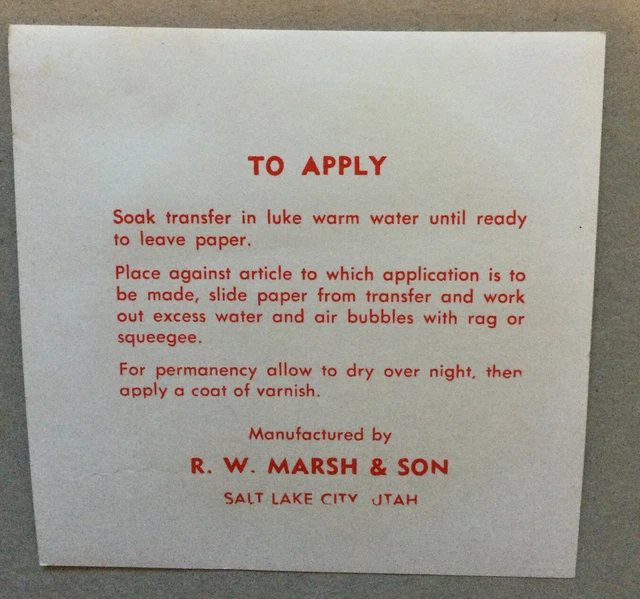 TO APPLY
Soak transfer in luke warm water until ready
to leave paper.
Place against article to which application is to
be made, slide paper from transfer and work
out excess water and air bubbles with rag or
squeegee.
For permanency allow to dry over night, then
apply a coat of varnish.
Manufactured by
R. W. MARSH & SON
SALT LAKE CITY UTAH